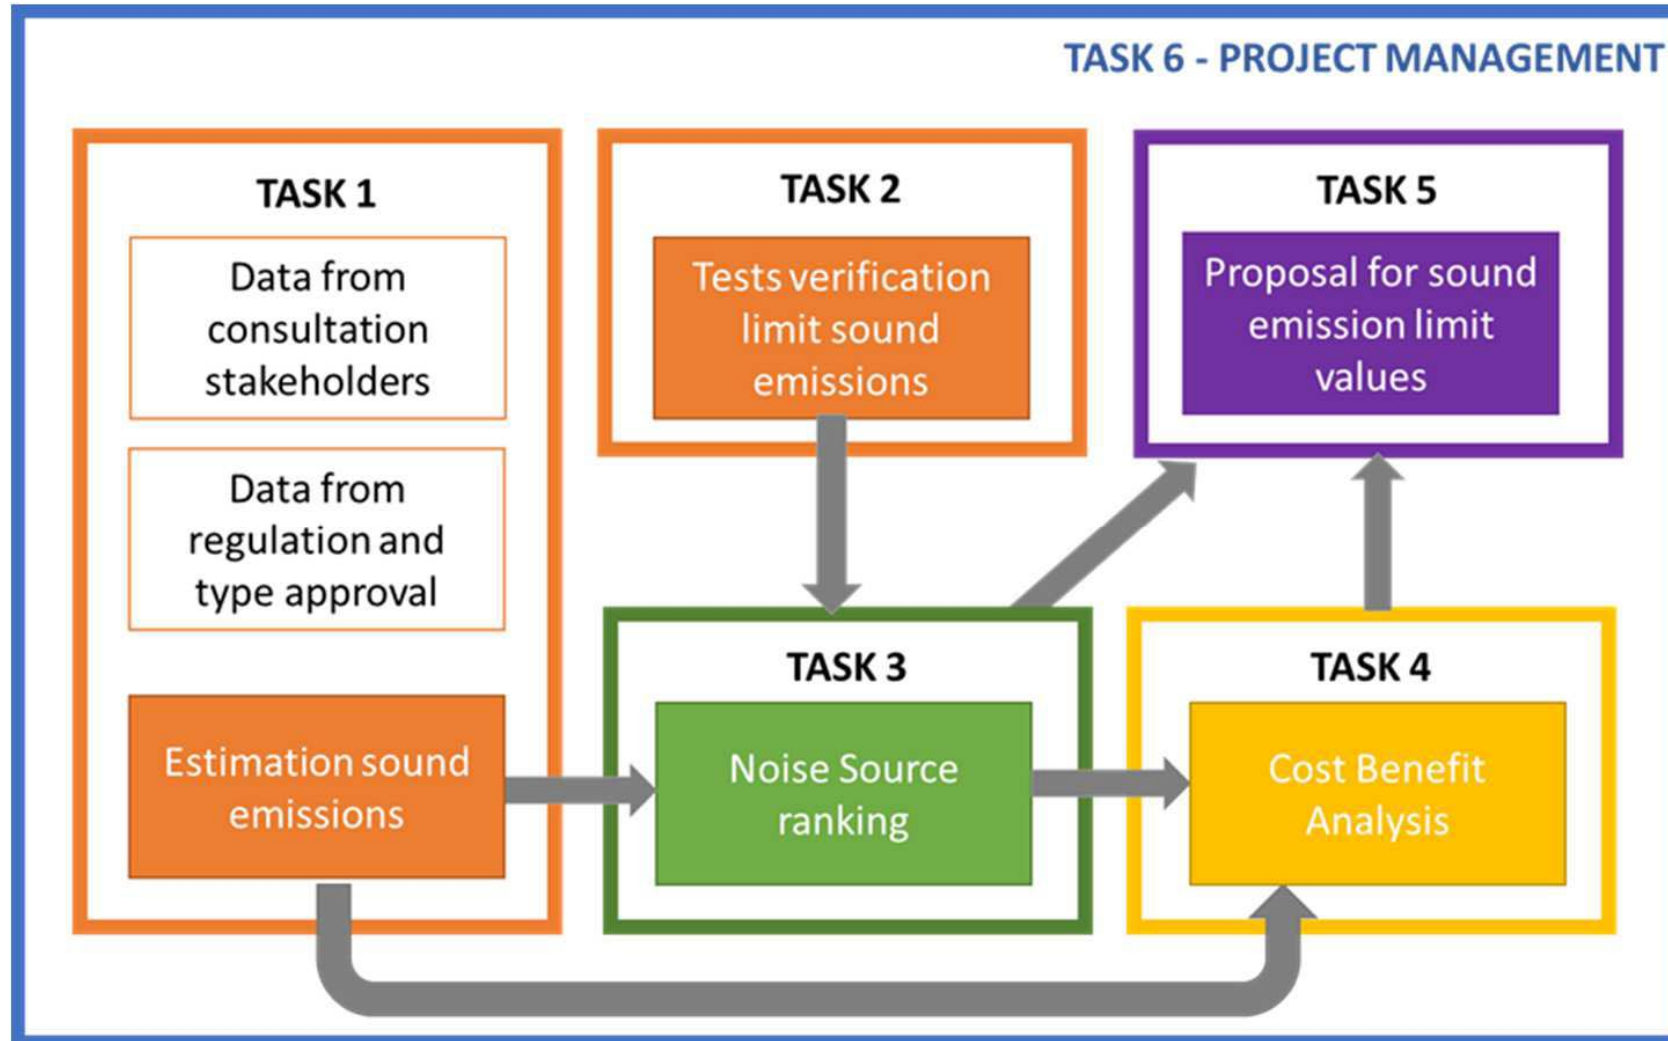 TASK 6 - PROJECT MANAGEMENT
TASK 1
Data from
consultation
stakeholders
Data from
regulation and
type approval
Estimation sound
emissions
TASK 2
Tests verification
limit sound
emissions
TASK 5
Proposal for sound
emission limit
values
TASK 3
Noise Source
ranking
TASK 4
Cost Benefit
Analysis